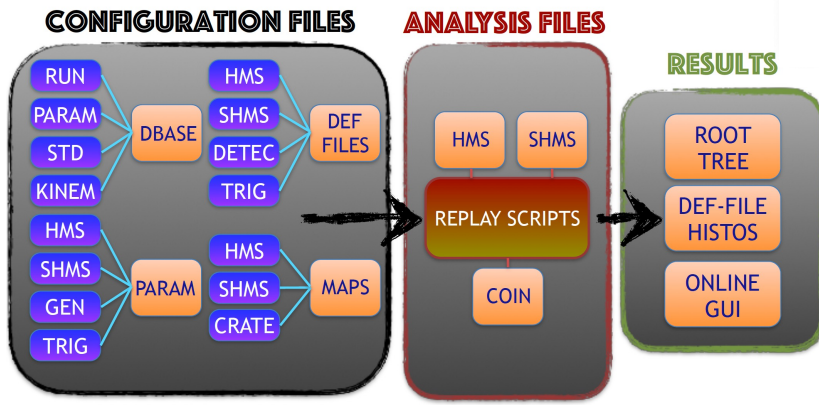 CONFIGURATION FILES
RUN
PARAM
STD
KINEM
DBASE
HMS
SHMS
DETEC
TRIG
DEF
FILES
HMS
SHMS
GEN
TRIG
PARAM
HMS
SHMS
CRATE
MAPS
ANALYSIS FILES
HMS
SHMS
REPLAY SCRIPTS
COIN
RESULTS
ROOT
TREE
DEF-FILE
HISTOS
ONLINE
GUI